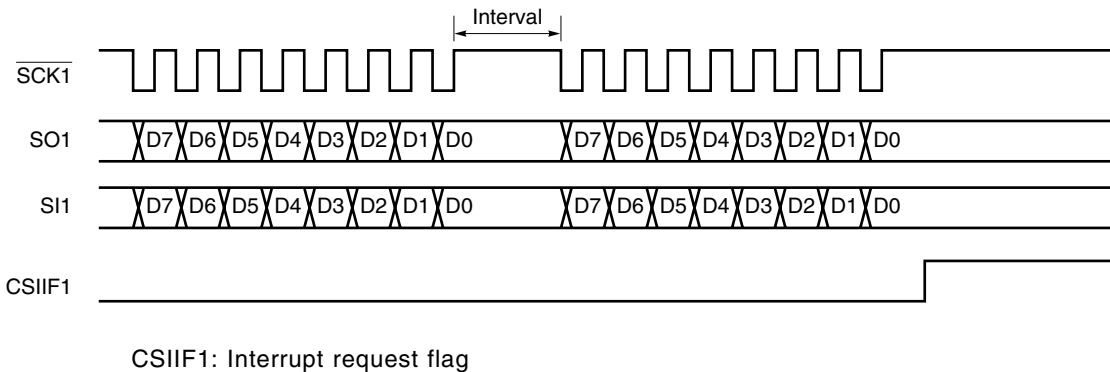 Interval
SCK1
SO1 D7 D6 D5 D4 D3 D2 D1 D0 D7 D6 D5 D4 D3 D2 D1 D0
SI1 D7 D6 D5 D4 D3 D2 D1 D0 D7 D6 D5 D4 D3 D2 D1 D0
CSIIF1
CSIIF1: Interrupt request flag